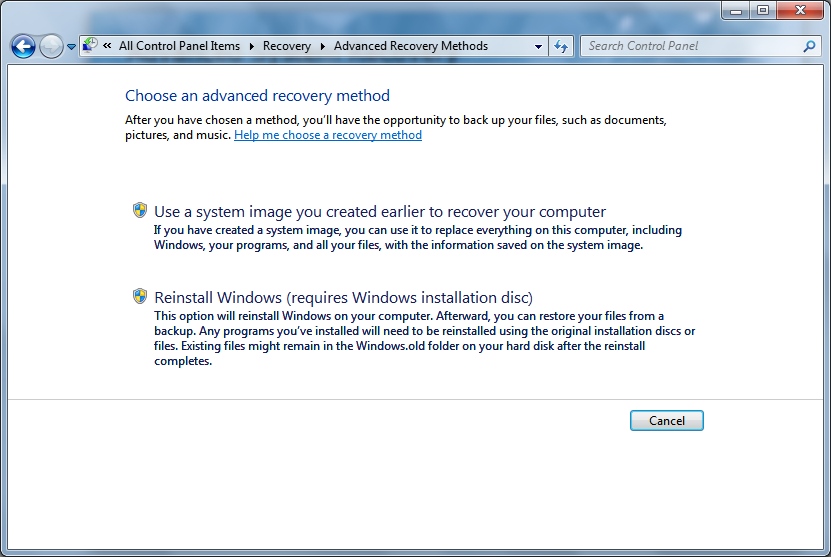 « All Control Panel Items ▸ Recovery ▸ Advanced Recovery Methods
Search Control Panel
Choose an advanced recovery method
After you have chosen a method, you'll have the opportunity to back up your files, such as documents,
pictures, and music. Help me choose a recovery method
Use a system image you created earlier to recover your computer
If you have created a system image, you can use it to replace everything on this computer, including
Windows, your programs, and all your files, with the information saved on the system image.
Reinstall Windows (requires Windows installation disc)
This option will reinstall Windows on your computer. Afterward, you can restore your files from a
backup. Any programs you've installed will need to be reinstalled using the original installation discs or
files. Existing files might remain in the Windows.old folder on your hard disk after the reinstall
completes.
Cancel